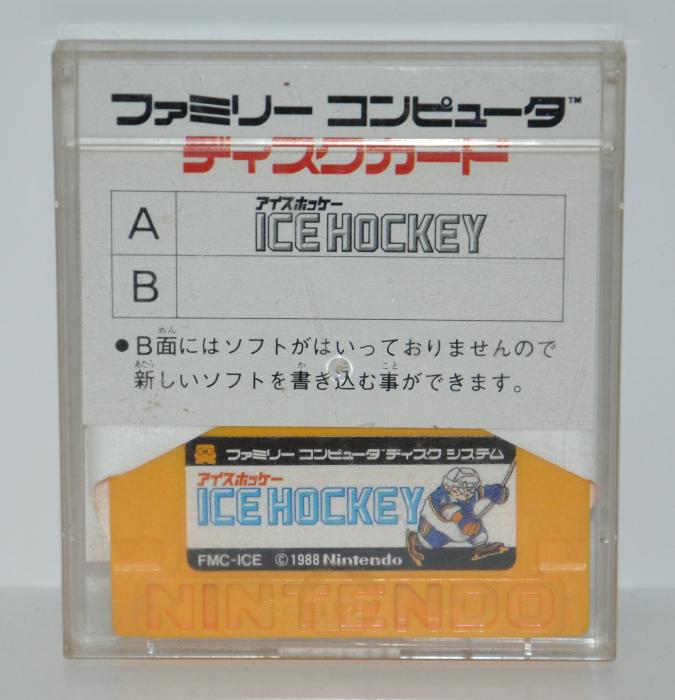 ファミリー コンピュータ™
ディスクカード
A アイスホッケー
ICE HOCKEY
B
●B面にはソフトがはいっておりませんので
新しいソフトを書き込む事ができます。
ファミリー コンピュータ™ ディスク システム
アイスホッケー
ICE HOCKEY
FMC-ICE ©1988 Nintendo
NINTENDO